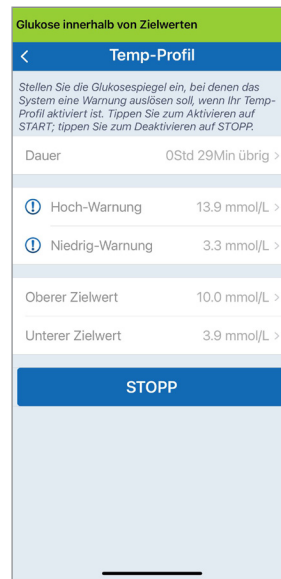 Glukose innerhalb von Zielwerten
Temp-Profil
Stellen Sie die Glukosespiegel ein, bei denen das
System eine Warnung auslösen soll, wenn Ihr Temp-
Profil aktiviert ist. Tippen Sie zum Aktivieren auf
START; tippen Sie zum Deaktivieren auf STOPP.
Dauer 0Std 29Min übrig >
Hoch-Warnung 13.9 mmol/L >
Niedrig-Warnung 3.3 mmol/L >
Oberer Zielwert 10.0 mmol/L >
Unterer Zielwert 3.9 mmol/L >
STOPP